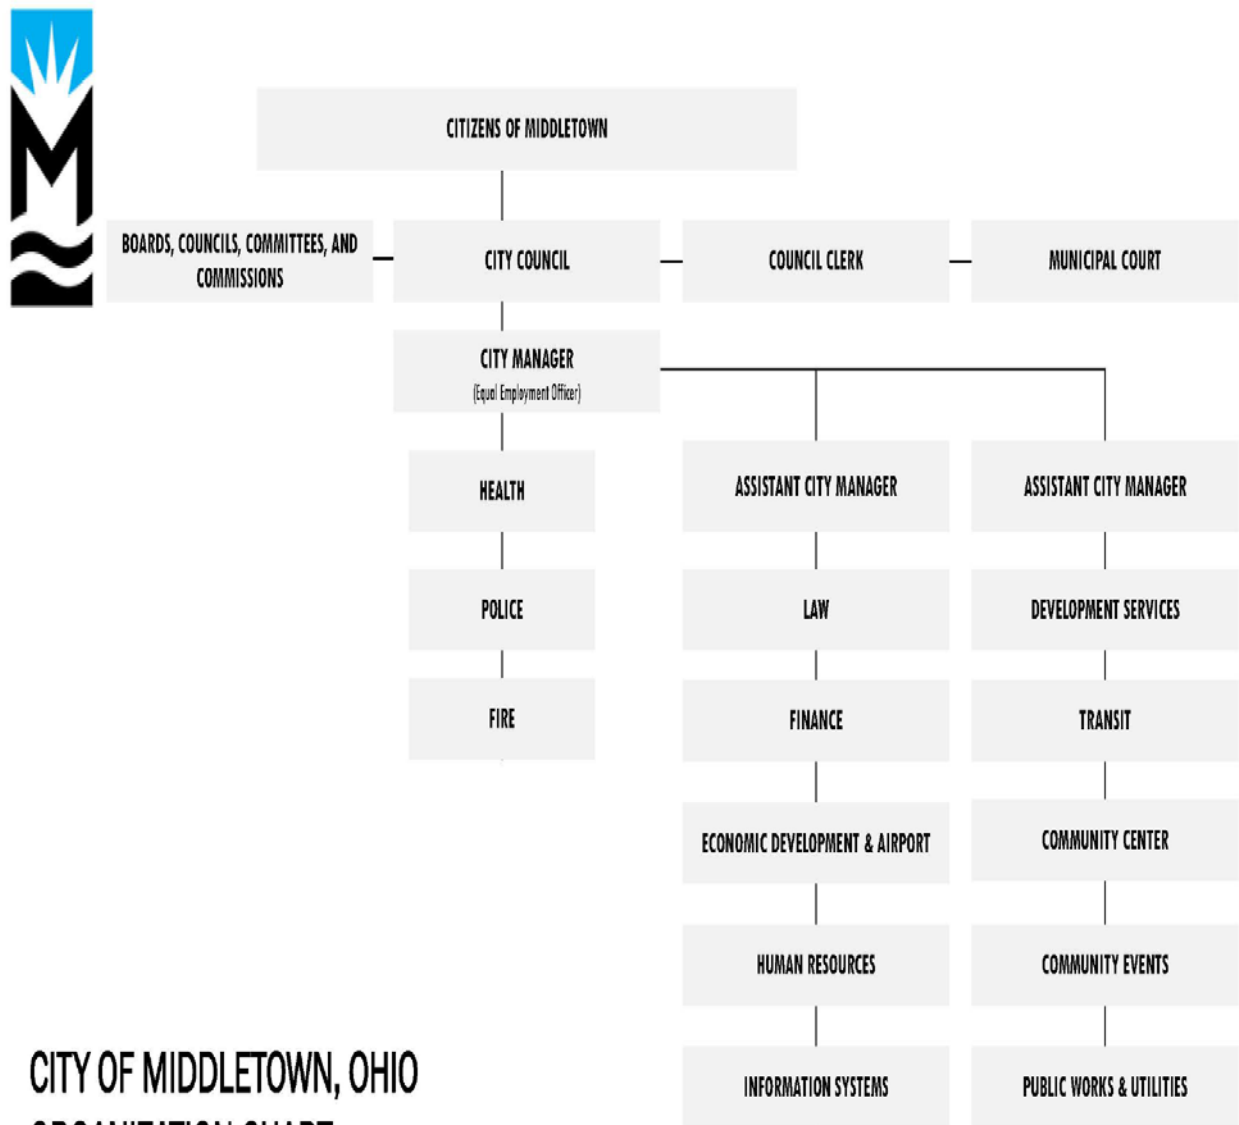 CITIZENS OF MIDDLETOWN
BOARDS, COUNCILS, COMMITTEES, AND
COMMISSIONS
CITY COUNCIL
COUNCIL CLERK
MUNICIPAL COURT
CITY MANAGER
(Equal Employment Officer)
HEALTH
POLICE
FIRE
ASSISTANT CITY MANAGER
LAW
FINANCE
ECONOMIC DEVELOPMENT & AIRPORT
HUMAN RESOURCES
INFORMATION SYSTEMS
ASSISTANT CITY MANAGER
DEVELOPMENT SERVICES
TRANSIT
COMMUNITY CENTER
COMMUNITY EVENTS
PUBLIC WORKS & UTILITIES
CITY OF MIDDLETOWN, OHIO
ORGANIZATION CHART